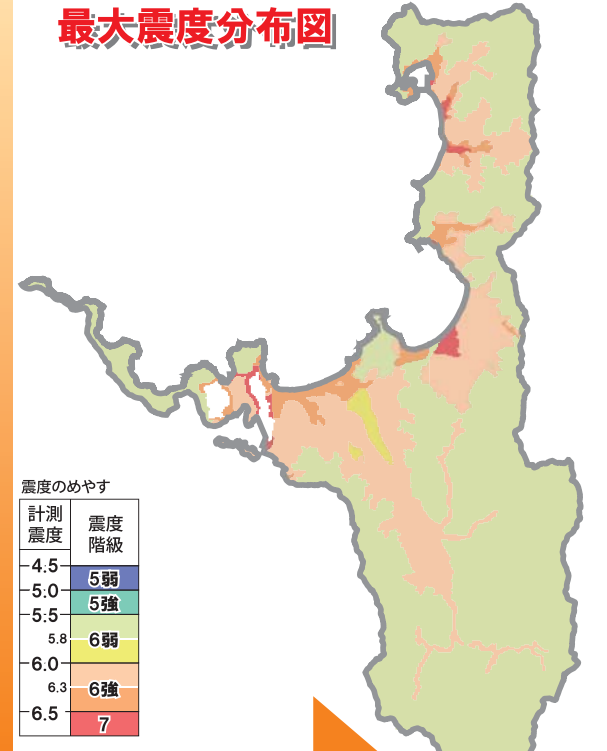 最大震度分布図
震度のめやす
計測
震度
震度
階級
4.5
5弱
5.0
5強
5.5
5.8
6弱
6.0
6.3
6強
6.5
7